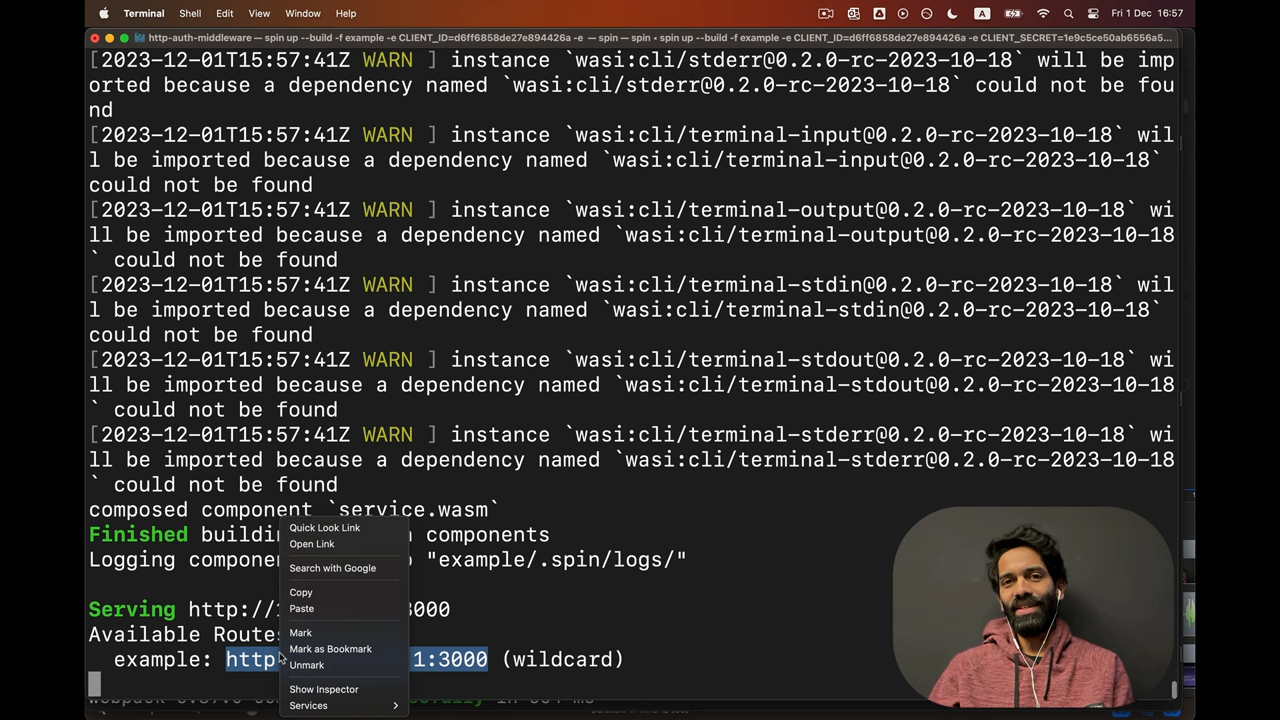 Terminal Shell Edit View Window Help
A Fri 1 Dec 16:57
http-auth-middleware — spin up --build -f example -e CLIENT_ID=d6ff6858de27e894426a -e — spin — spin ◂ spin up --build -f example -e CLIENT_ID=d6ff6858de27e894426a -e CLIENT_SECRET=1e9c5ce50ab6556a5...
[2023-12-01T15:57:41Z WARN ] instance `wasi:cli/stderr@0.2.0-rc-2023-10-18` will be imp
orted because a dependency named `wasi:cli/stderr@0.2.0-rc-2023-10-18` could not be fou
nd
[2023-12-01T15:57:41Z WARN ] instance `wasi:cli/terminal-input@0.2.0-rc-2023-10-18` wil
l be imported because a dependency named `wasi:cli/terminal-input@0.2.0-rc-2023-10-18`
could not be found
[2023-12-01T15:57:41Z WARN ] instance `wasi:cli/terminal-output@0.2.0-rc-2023-10-18` wi
ll be imported because a dependency named `wasi:cli/terminal-output@0.2.0-rc-2023-10-18
` could not be found
[2023-12-01T15:57:41Z WARN ] instance `wasi:cli/terminal-stdin@0.2.0-rc-2023-10-18` wil
l be imported because a dependency named `wasi:cli/terminal-stdin@0.2.0-rc-2023-10-18`
could not be found
[2023-12-01T15:57:41Z WARN ] instance `wasi:cli/terminal-stdout@0.2.0-rc-2023-10-18` wi
ll be imported because a dependency named `wasi:cli/terminal-stdout@0.2.0-rc-2023-10-18
` could not be found
[2023-12-01T15:57:41Z WARN ] instance `wasi:cli/terminal-stderr@0.2.0-rc-2023-10-18` wi
ll be imported because a dependency named `wasi:cli/terminal-stderr@0.2.0-rc-2023-10-18
` could not be found
composed component `service.wasm`
Finished components
Logging "example/.spin/logs/"
Serving
Available
example: http 1:3000 (wildcard)
Quick Look Link
Open Link
Search with Google
Copy
Paste
Mark
Mark as Bookmark
Unmark
Show Inspector
Services